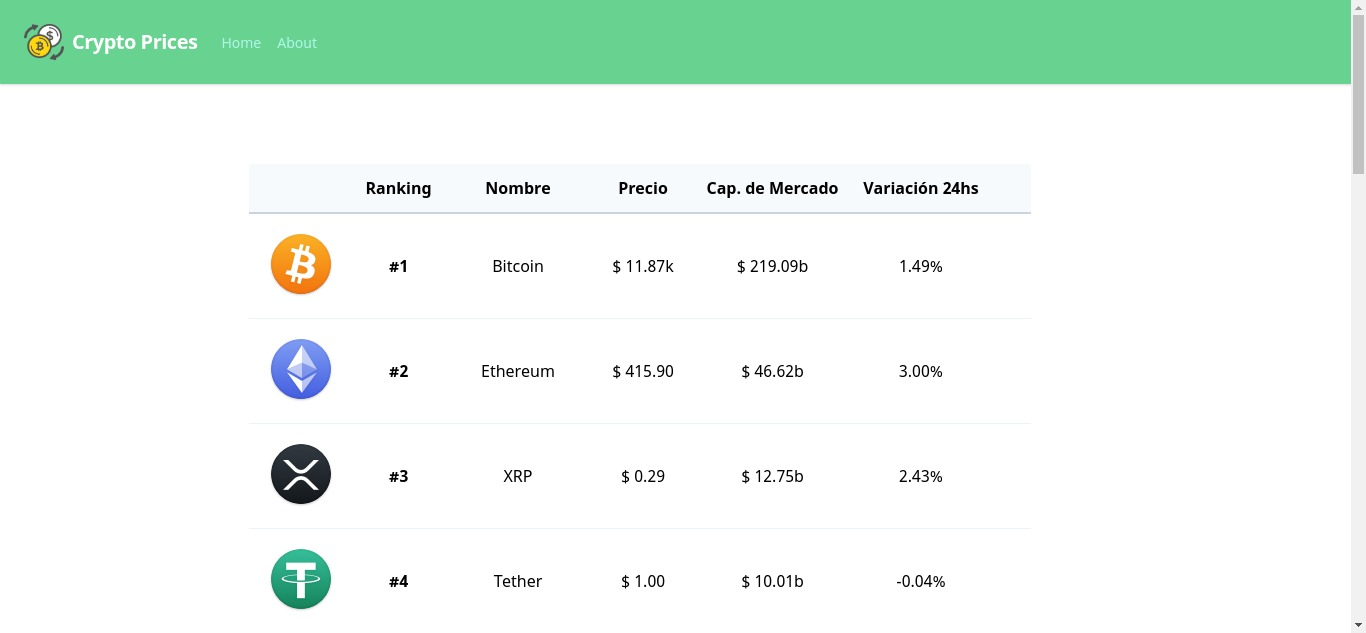 Crypto Prices Home About
Ranking Nombre Precio Cap. de Mercado Variación 24hs
#1 Bitcoin $ 11.87k $ 219.09b 1.49%
#2 Ethereum $ 415.90 $ 46.62b 3.00%
#3 XRP $ 0.29 $ 12.75b 2.43%
#4 Tether $ 1.00 $ 10.01b -0.04%